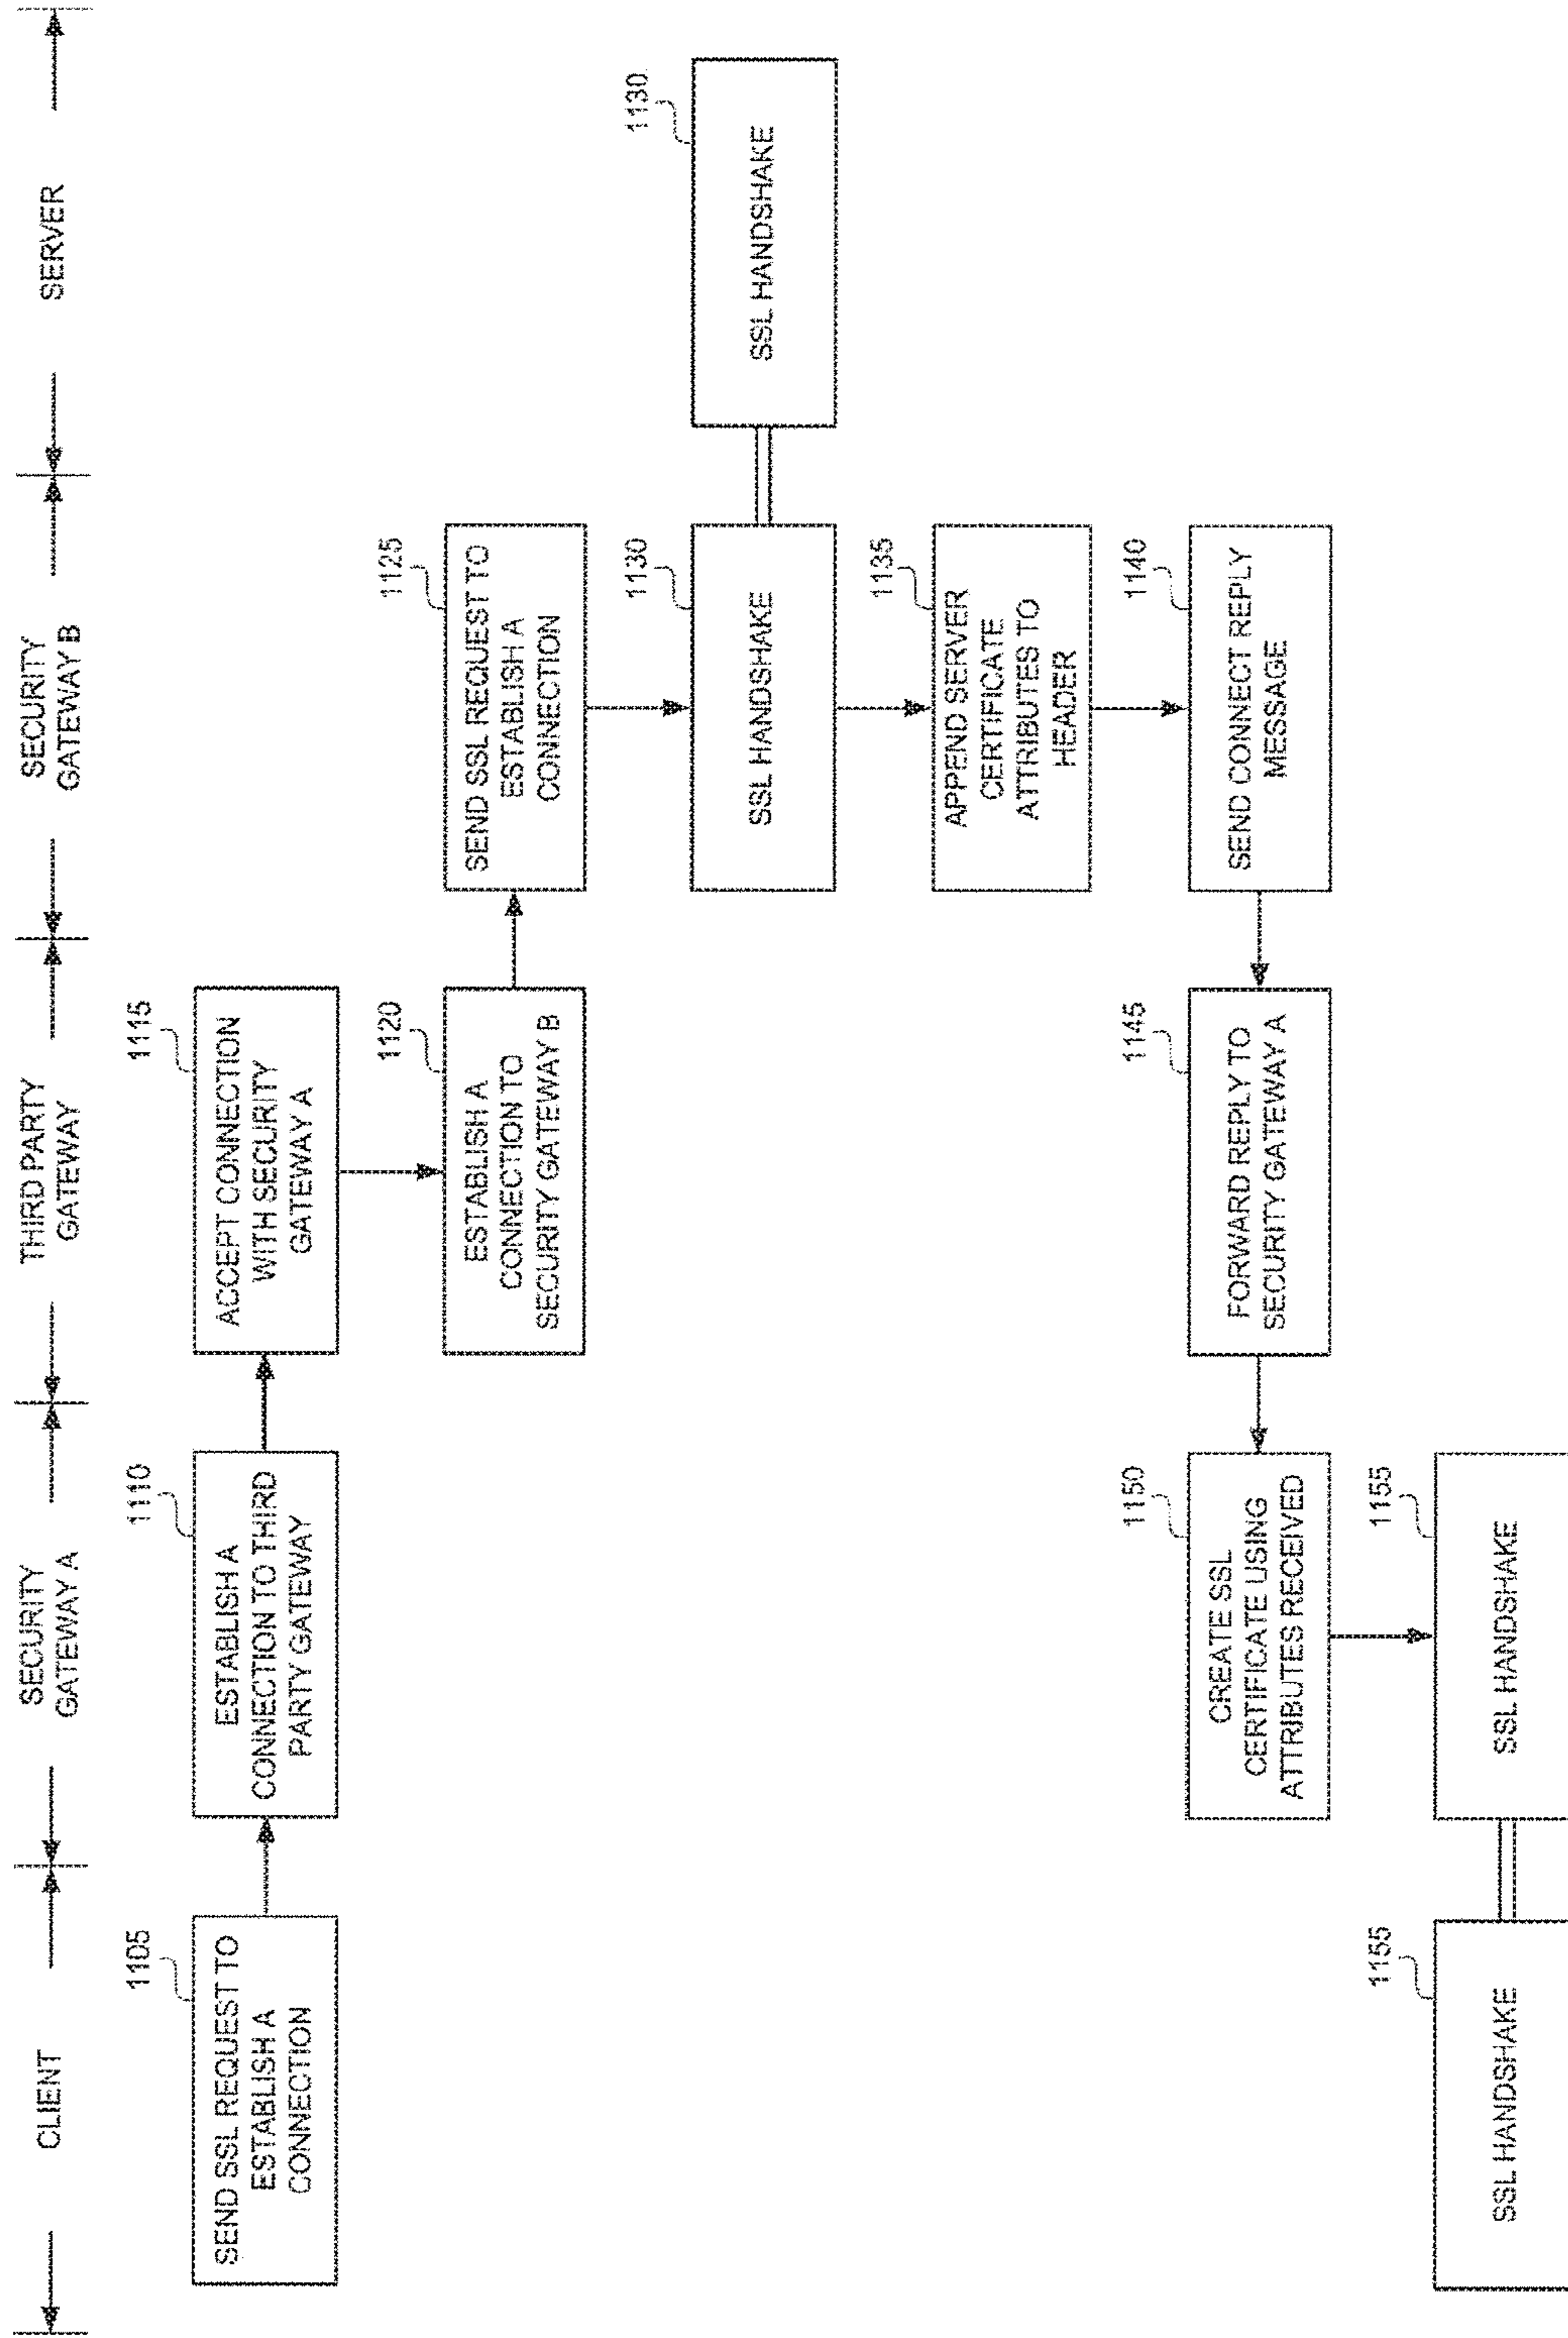 CLIENT
SECURITY
GATEWAY A
THIRD PARTY
GATEWAY
SECURITY
GATEWAY B
SERVER
1105
SEND SSL REQUEST TO
ESTABLISH A
CONNECTION
1110
ESTABLISH A
CONNECTION TO THIRD
PARTY GATEWAY
1115
ACCEPT CONNECTION
WITH SECURITY
GATEWAY A
1120
ESTABLISH A
CONNECTION TO
SECURITY GATEWAY B
1125
SEND SSL REQUEST TO
ESTABLISH A
CONNECTION
1130
SSL HANDSHAKE
1130
SSL HANDSHAKE
1135
APPEND SERVER
CERTIFICATE
ATTRIBUTES TO
HEADER
1140
SEND CONNECT REPLY
MESSAGE
1145
FORWARD REPLY TO
SECURITY GATEWAY A
1150
CREATE SSL
CERTIFICATE USING
ATTRIBUTES RECEIVED
1155
SSL HANDSHAKE
1155
SSL HANDSHAKE